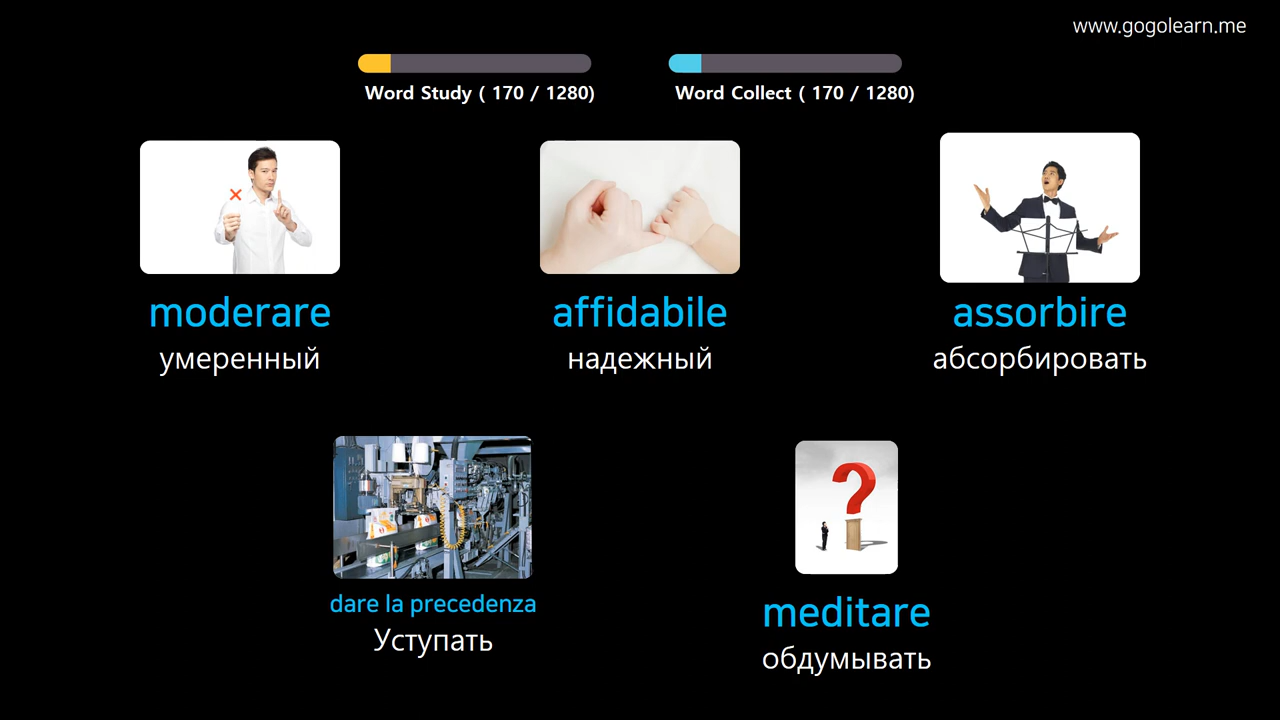 www.gogolearn.me
Word Study ( 170 / 1280)
Word Collect ( 170 / 1280)
moderare
умеренный
affidabile
надежный
assorbire
абсорбировать
dare la precedenza
Уступать
meditare
обдумывать